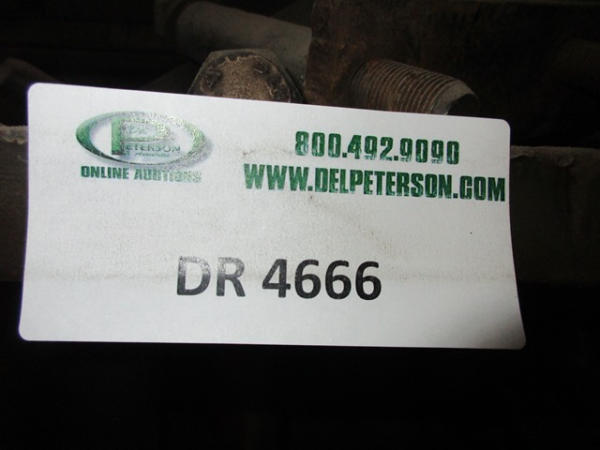 PETERSON
ONLINE AUCTIONS
800.492.9090
WWW.DELPETERSON.COM
DR 4666